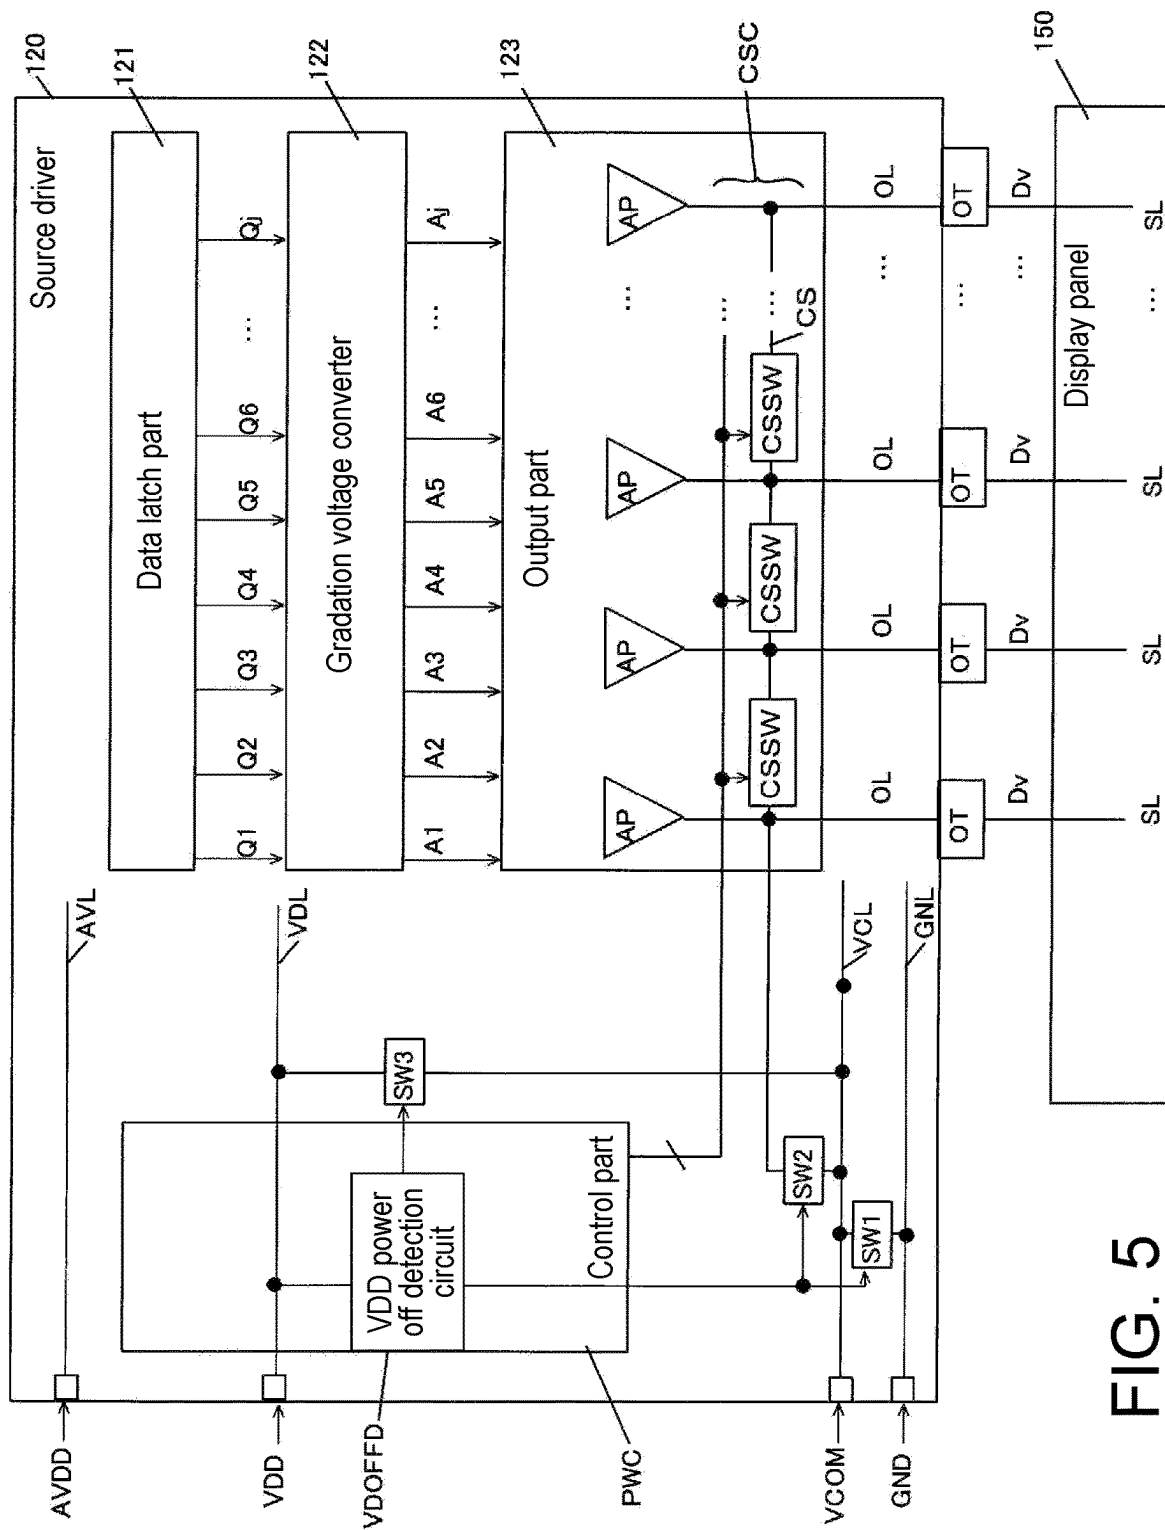 120
Source driver
121
Data latch part
Q1
Q2
Q3
Q4
Q5
Q6
...
Qj
122
Gradation voltage converter
A1
A2
A3
A4
A5
A6
...
Aj
123
Output part
AP
AP
AP
AP
...
CSC
...
CSSW
CSSW
CSSW
...
CS
OL
OL
OL
OL
...
OT
OT
OT
OT
...
Dv
Dv
Dv
Dv
...
150
Display panel
SL
SL
SL
SL
...
AVDD
AVL
VDD
VDL
VDOFFD
VDD power
off detection
circuit
SW3
Control part
PWC
SW2
SW1
VCOM
VCL
GND
GNL
FIG. 5